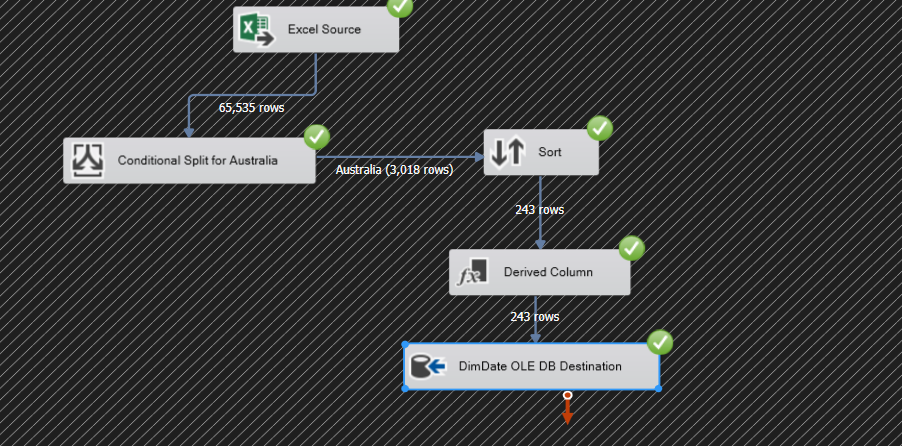 Excel Source
65,535 rows
Conditional Split for Australia
Australia (3,018 rows)
Sort
243 rows
fx
Derived Column
243 rows
DimDate OLE DB Destination